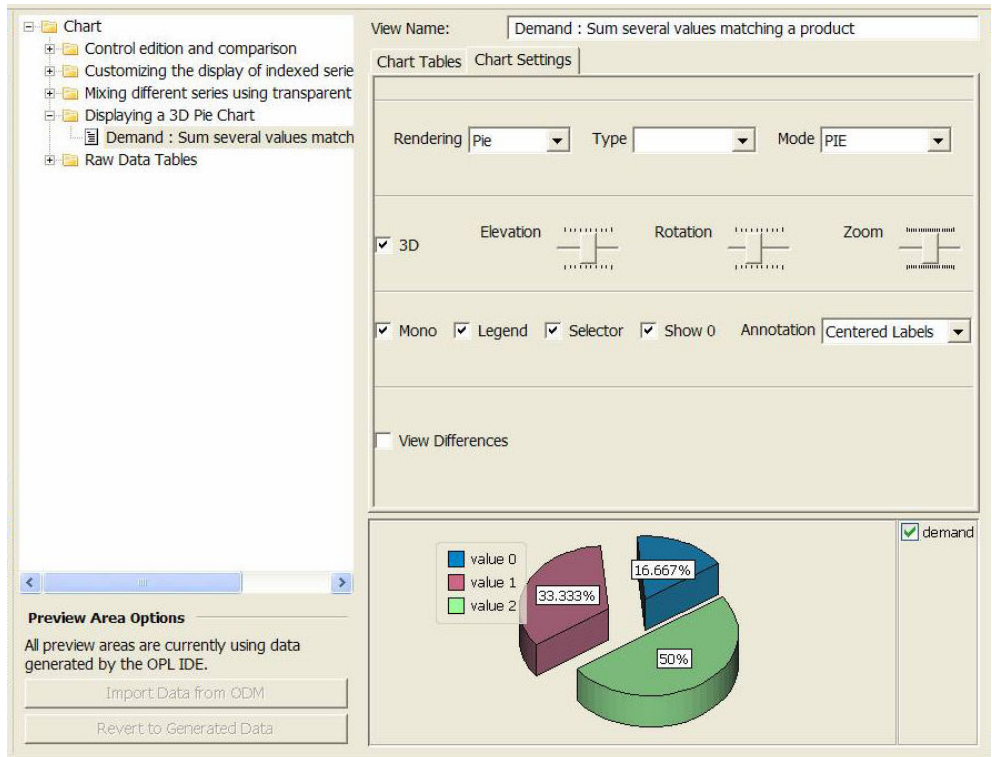 Chart
Control edition and comparison
Customizing the display of indexed serie
Mixing different series using transparent
Displaying a 3D Pie Chart
Demand : Sum several values match
Raw Data Tables
Preview Area Options
All preview areas are currently using data
generated by the OPL IDE.
Import Data from ODM
Revert to Generated Data
View Name: Demand : Sum several values matching a product
Chart Tables Chart Settings
Rendering Pie Type Mode PIE
3D Elevation Rotation Zoom
Mono Legend Selector Show 0 Annotation Centered Labels
View Differences
value 0
value 1
value 2
16.667%
33.333%
50%
demand